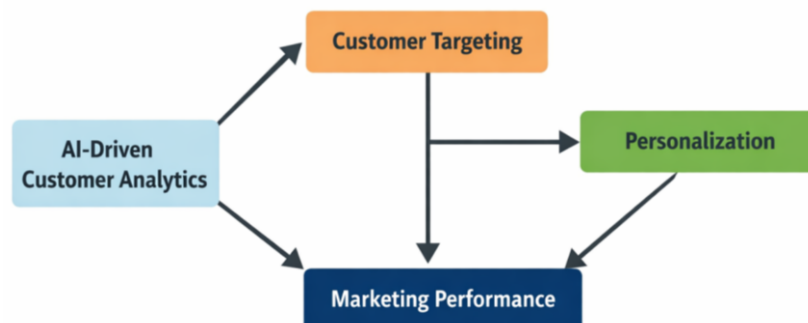 Customer Targeting
AI-Driven
Customer Analytics
Personalization
Marketing Performance